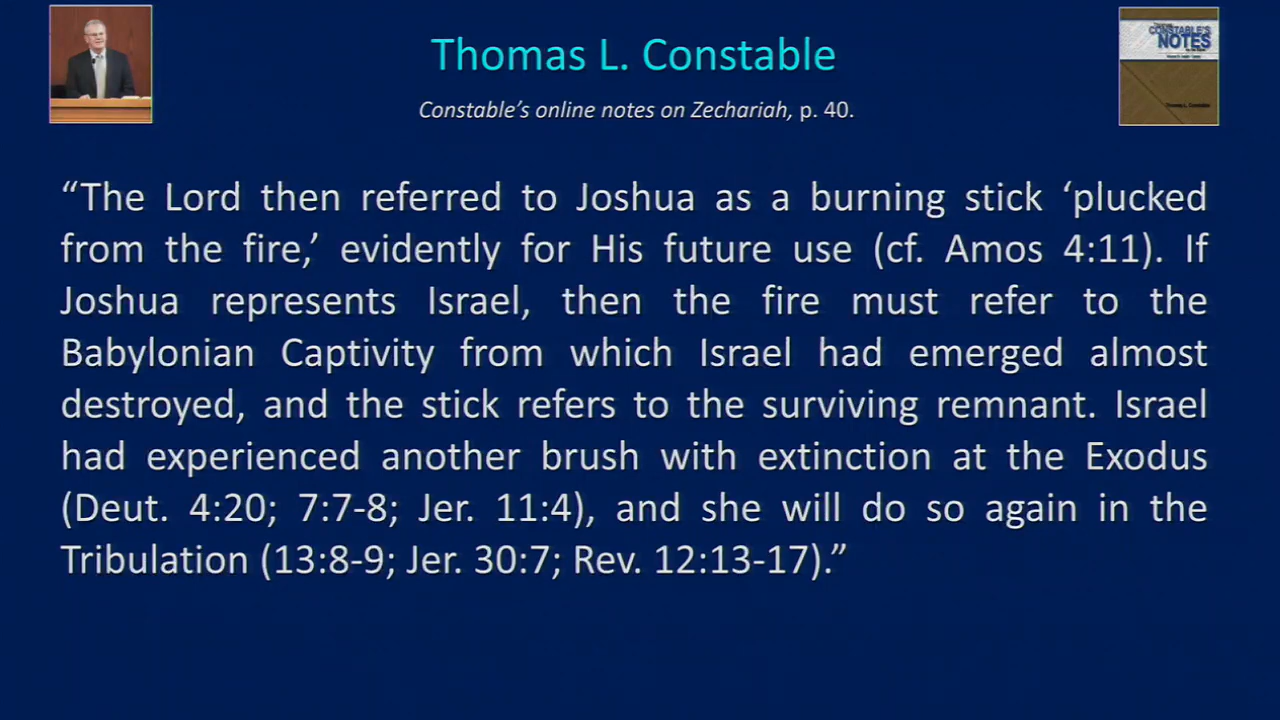 Thomas L. Constable
Constable's online notes on Zechariah, p. 40.
CONSTABLE'S
NOTES
“The Lord then referred to Joshua as a burning stick ‘plucked
from the fire,’ evidently for His future use (cf. Amos 4:11). If
Joshua represents Israel, then the fire must refer to the
Babylonian Captivity from which Israel had emerged almost
destroyed, and the stick refers to the surviving remnant. Israel
had experienced another brush with extinction at the Exodus
(Deut. 4:20; 7:7-8; Jer. 11:4), and she will do so again in the
Tribulation (13:8-9; Jer. 30:7; Rev. 12:13-17).”